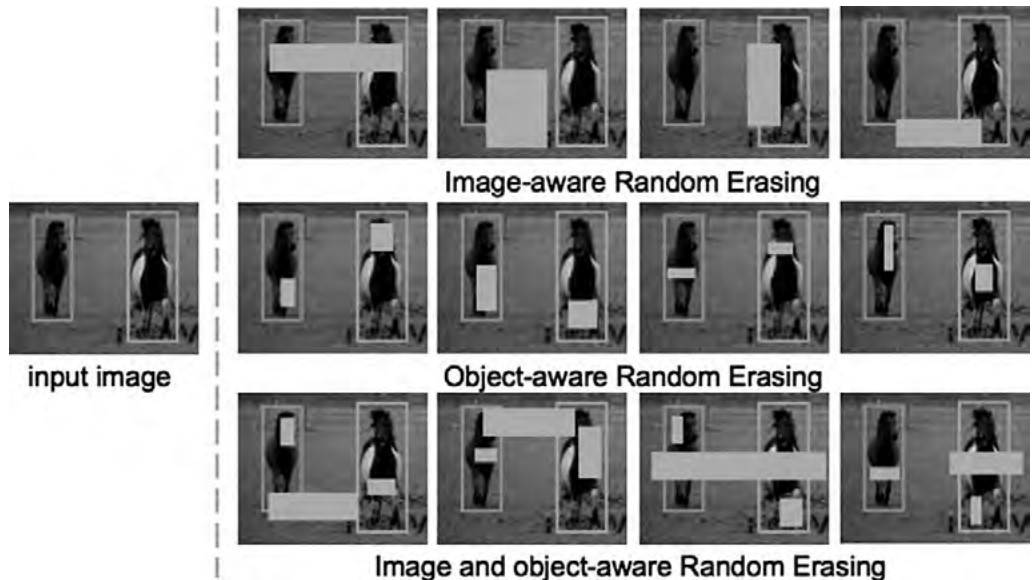 Image-aware Random Erasing
input image
Object-aware Random Erasing
Image and object-aware Random Erasing